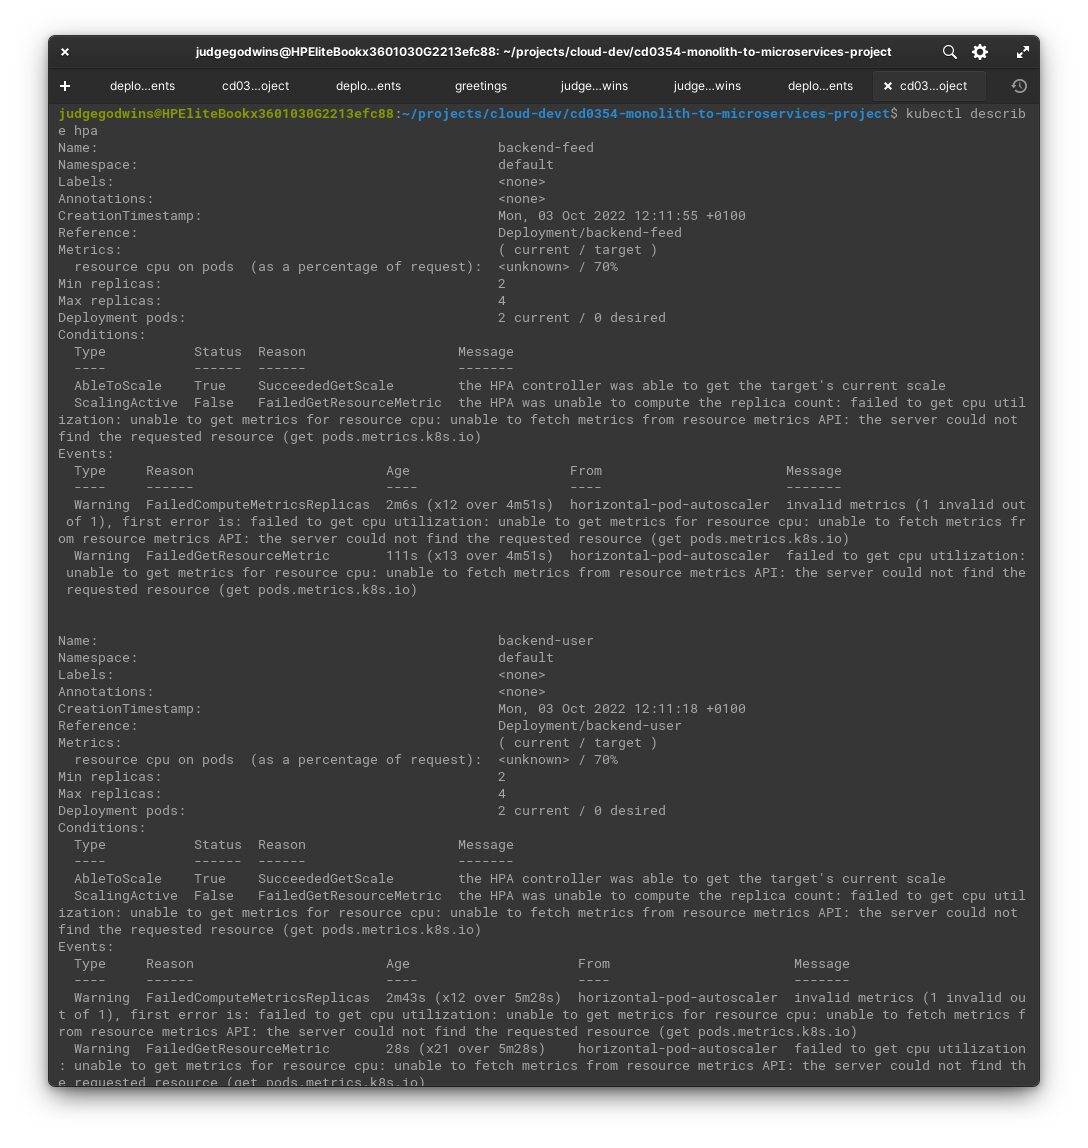 judgegodwins@HPEliteBookx3601030G2213efc88: ~/projects/cloud-dev/cd0354-monolith-to-microservices-project
deplo...ents cd03...oject deplo...ents greetings judge...wins judge...wins deplo...ents cd03...oject
judgegodwins@HPEliteBookx3601030G2213efc88:~/projects/cloud-dev/cd0354-monolith-to-microservices-project$ kubectl describ
e hpa
Name:                                                  backend-feed
Namespace:                                             default
Labels:                                                <none>
Annotations:                                           <none>
CreationTimestamp:                                     Mon, 03 Oct 2022 12:11:55 +0100
Reference:                                             Deployment/backend-feed
Metrics:                                               ( current / target )
  resource cpu on pods  (as a percentage of request):  <unknown> / 70%
Min replicas:                                          2
Max replicas:                                          4
Deployment pods:                                       2 current / 0 desired
Conditions:
  Type           Status  Reason                   Message
  ----           ------  ------                   -------
  AbleToScale    True    SucceededGetScale        the HPA controller was able to get the target's current scale
  ScalingActive  False   FailedGetResourceMetric  the HPA was unable to compute the replica count: failed to get cpu util
ization: unable to get metrics for resource cpu: unable to fetch metrics from resource metrics API: the server could not
find the requested resource (get pods.metrics.k8s.io)
Events:
  Type     Reason                        Age                    From                       Message
  ----     ------                        ----                   ----                       -------
  Warning  FailedComputeMetricsReplicas  2m6s (x12 over 4m51s)  horizontal-pod-autoscaler  invalid metrics (1 invalid out
 of 1), first error is: failed to get cpu utilization: unable to get metrics for resource cpu: unable to fetch metrics fr
om resource metrics API: the server could not find the requested resource (get pods.metrics.k8s.io)
  Warning  FailedGetResourceMetric       111s (x13 over 4m51s)  horizontal-pod-autoscaler  failed to get cpu utilization:
 unable to get metrics for resource cpu: unable to fetch metrics from resource metrics API: the server could not find the
 requested resource (get pods.metrics.k8s.io)
Name:                                                  backend-user
Namespace:                                             default
Labels:                                                <none>
Annotations:                                           <none>
CreationTimestamp:                                     Mon, 03 Oct 2022 12:11:18 +0100
Reference:                                             Deployment/backend-user
Metrics:                                               ( current / target )
  resource cpu on pods  (as a percentage of request):  <unknown> / 70%
Min replicas:                                          2
Max replicas:                                          4
Deployment pods:                                       2 current / 0 desired
Conditions:
  Type           Status  Reason                   Message
  ----           ------  ------                   -------
  AbleToScale    True    SucceededGetScale        the HPA controller was able to get the target's current scale
  ScalingActive  False   FailedGetResourceMetric  the HPA was unable to compute the replica count: failed to get cpu util
ization: unable to get metrics for resource cpu: unable to fetch metrics from resource metrics API: the server could not
find the requested resource (get pods.metrics.k8s.io)
Events:
  Type     Reason                        Age                     From                       Message
  ----     ------                        ----                    ----                       -------
  Warning  FailedComputeMetricsReplicas  2m43s (x12 over 5m28s)  horizontal-pod-autoscaler  invalid metrics (1 invalid ou
t of 1), first error is: failed to get cpu utilization: unable to get metrics for resource cpu: unable to fetch metrics f
rom resource metrics API: the server could not find the requested resource (get pods.metrics.k8s.io)
  Warning  FailedGetResourceMetric       28s (x21 over 5m28s)    horizontal-pod-autoscaler  failed to get cpu utilization
: unable to get metrics for resource cpu: unable to fetch metrics from resource metrics API: the server could not find th
e requested resource (get pods.metrics.k8s.io)